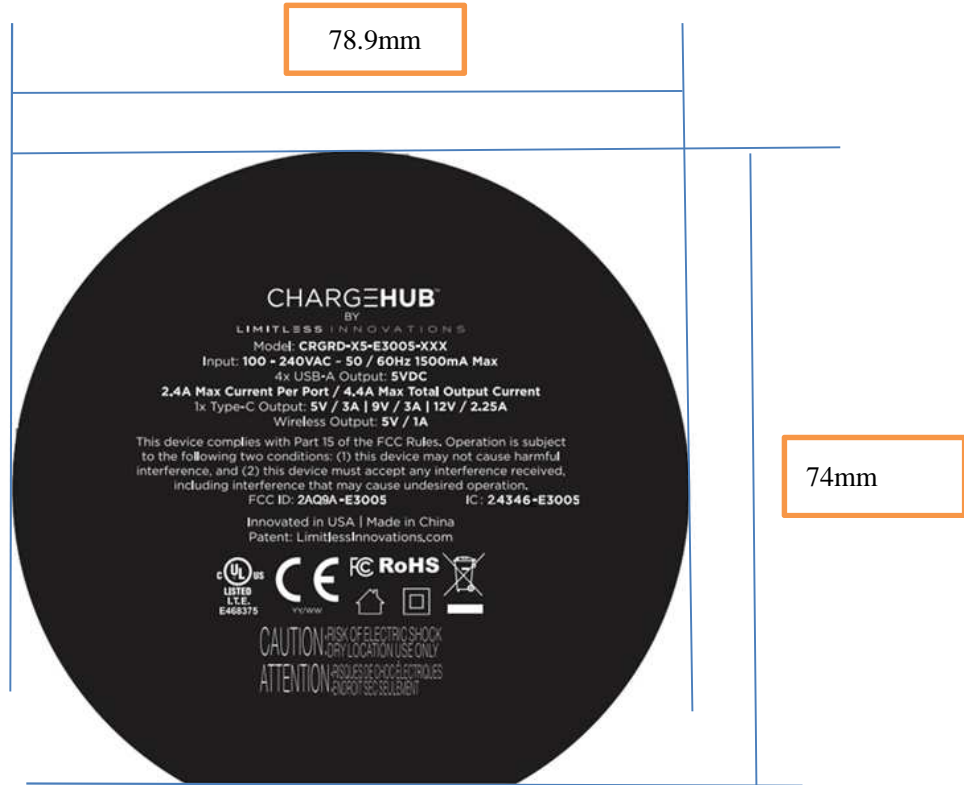 78.9mm
CHARGEHUB™
BY
LIMITLESS INNOVATIONS
Model: CRGRD-X5-E3005-XXX
Input: 100 - 240VAC ~ 50 / 60Hz 1500mA Max
4x USB-A Output: 5VDC
2.4A Max Current Per Port / 4.4A Max Total Output Current
1x Type-C Output: 5V / 3A | 9V / 3A | 12V / 2.25A
Wireless Output: 5V / 1A
This device complies with Part 15 of the FCC Rules. Operation is subject
to the following two conditions: (1) this device may not cause harmful
interference, and (2) this device must accept any interference received,
including interference that may cause undesired operation.
FCC ID: 2AQ9A-E3005 IC: 24346-E3005
74mm
Innovated in USA | Made in China
Patent: LimitlessInnovations.com
c UL us CE FC RoHS
LISTED
I.T.E.
E468375
YY/WW
CAUTION •RISK OF ELECTRIC SHOCK
•DRY LOCATION USE ONLY
ATTENTION •RISQUES DE CHOC ÉLECTRIQUES
•ENDROIT SEC SEULEMENT